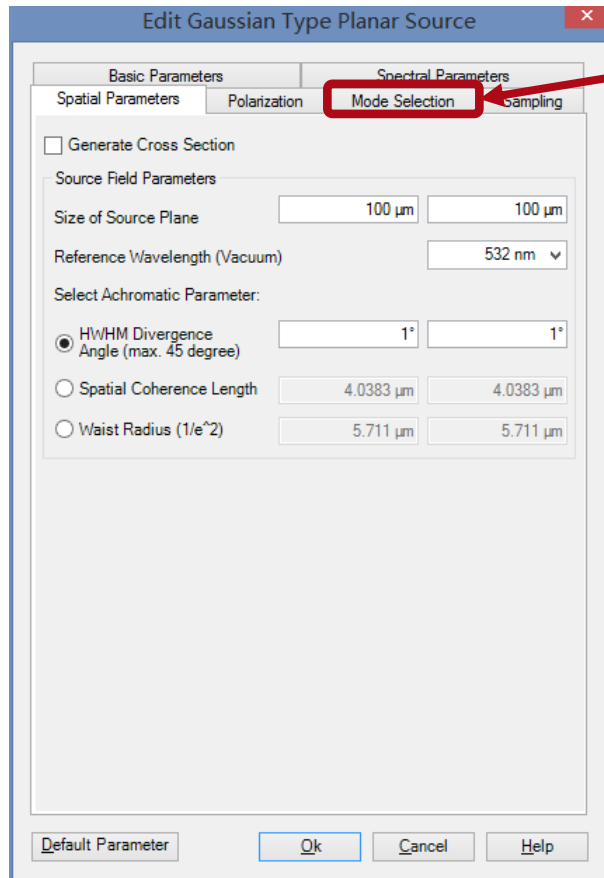 Edit Gaussian Type Planar Source
Basic Parameters Spectral Parameters
Spatial Parameters Polarization Mode Selection Sampling
Generate Cross Section
Source Field Parameters
Size of Source Plane 100 µm 100 µm
Reference Wavelength (Vacuum) 532 nm
Select Achromatic Parameter:
HWHM Divergence
Angle (max. 45 degree) 1° 1°
Spatial Coherence Length 4.0383 µm 4.0383 µm
Waist Radius (1/e^2) 5.711 µm 5.711 µm
Default Parameter Ok Cancel Help